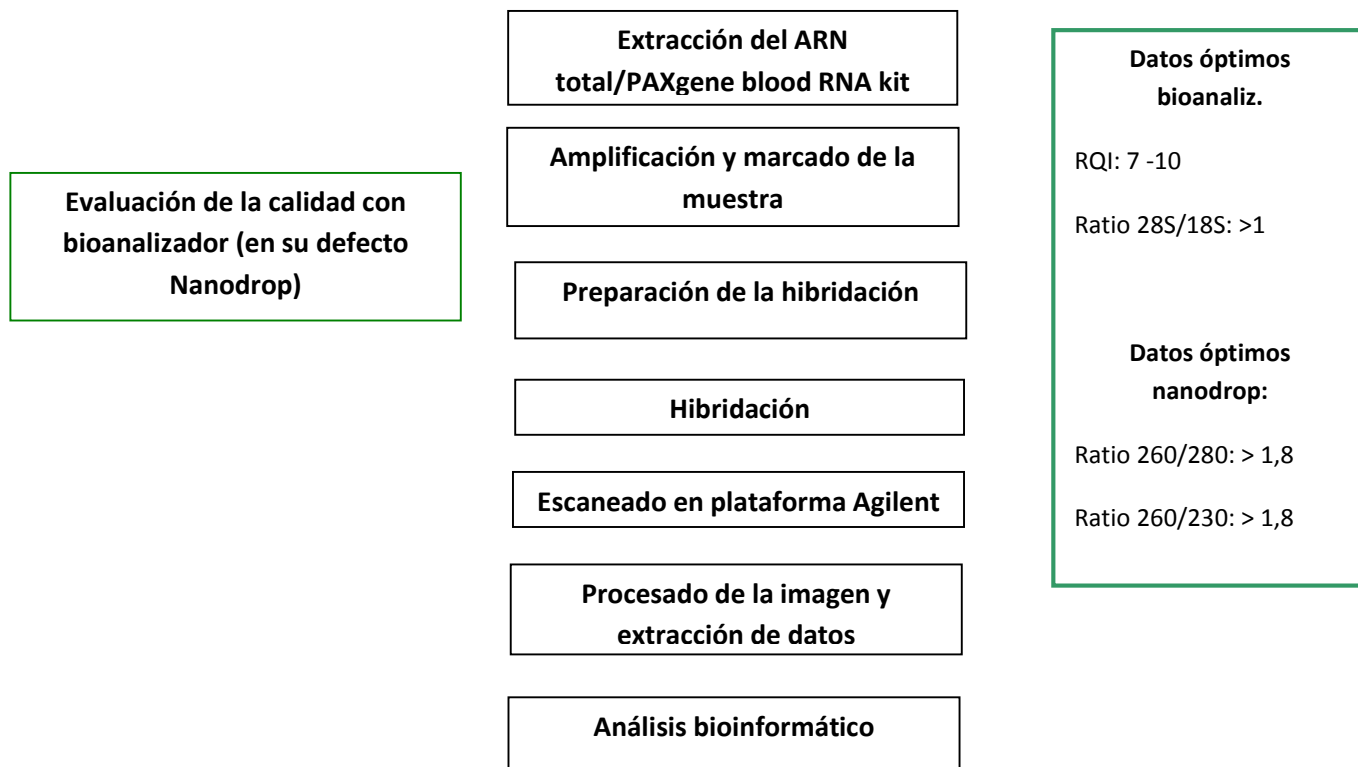 Extracción del ARN
total/PAXgene blood RNA kit
Amplificación y marcado de la
muestra
Evaluación de la calidad con
bioanalizador (en su defecto
Nanodrop)
Preparación de la hibridación
Hibridación
Escaneado en plataforma Agilent
Procesado de la imagen y
extracción de datos
Análisis bioinformático
Datos óptimos
bioanaliz.
RQI: 7 -10
Ratio 28S/18S: >1
Datos óptimos
nanodrop:
Ratio 260/280: > 1,8
Ratio 260/230: > 1,8